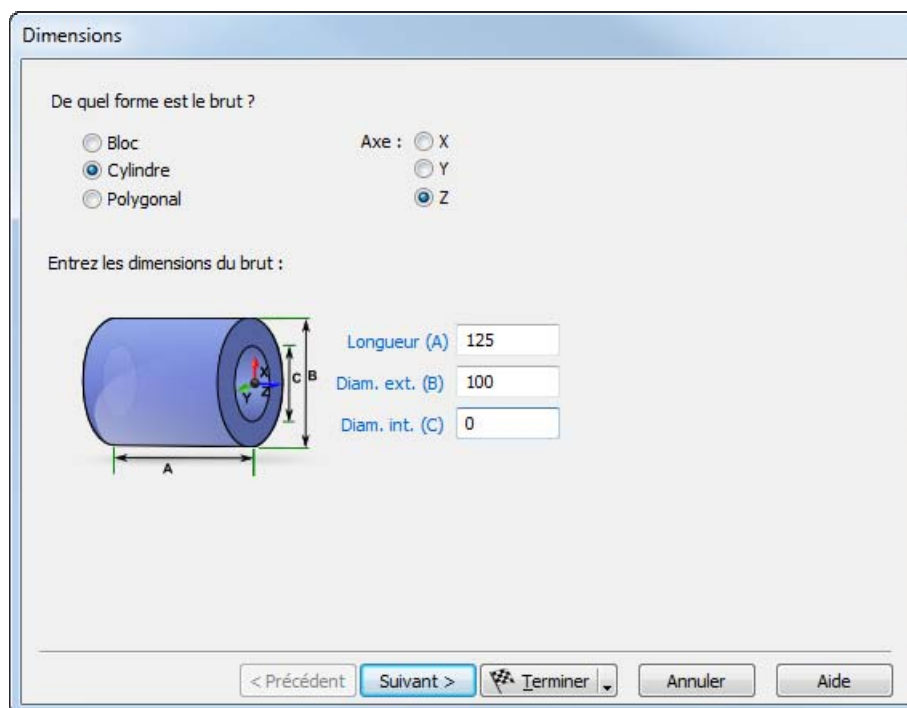 Dimensions
De quel forme est le brut ?
Bloc
Axe : X
Cylindre
Y
Polygonal
Z
Entrez les dimensions du brut :
Longueur (A) 125
Diam. ext. (B) 100
Diam. int. (C) 0
X
Y
Z
C
B
A
< Précédent
Suivant >
Terminer
Annuler
Aide